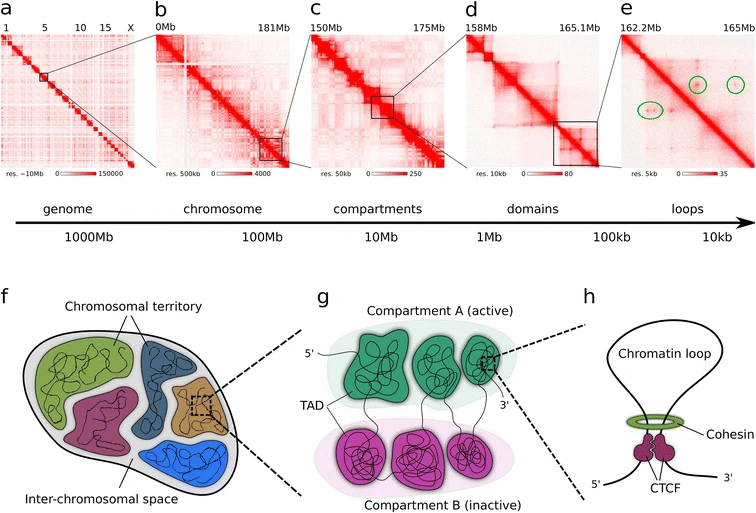 a
b
c
d
e
1 5 10 15 X
0Mb 181Mb
150Mb 175Mb
158Mb 165.1Mb
162.2Mb 165Mb
res. ~10Mb 0 150000
res. 500kb 0 4000
res. 50kb 0 250
res. 10kb 0 80
res. 5kb 0 35
genome chromosome compartments domains loops
1000Mb 100Mb 10Mb 1Mb 100kb 10kb
f
Chromosomal territory
Inter-chromosomal space
g
Compartment A (active)
5'
3'
TAD
Compartment B (inactive)
h
Chromatin loop
Cohesin
5' CTCF 3'